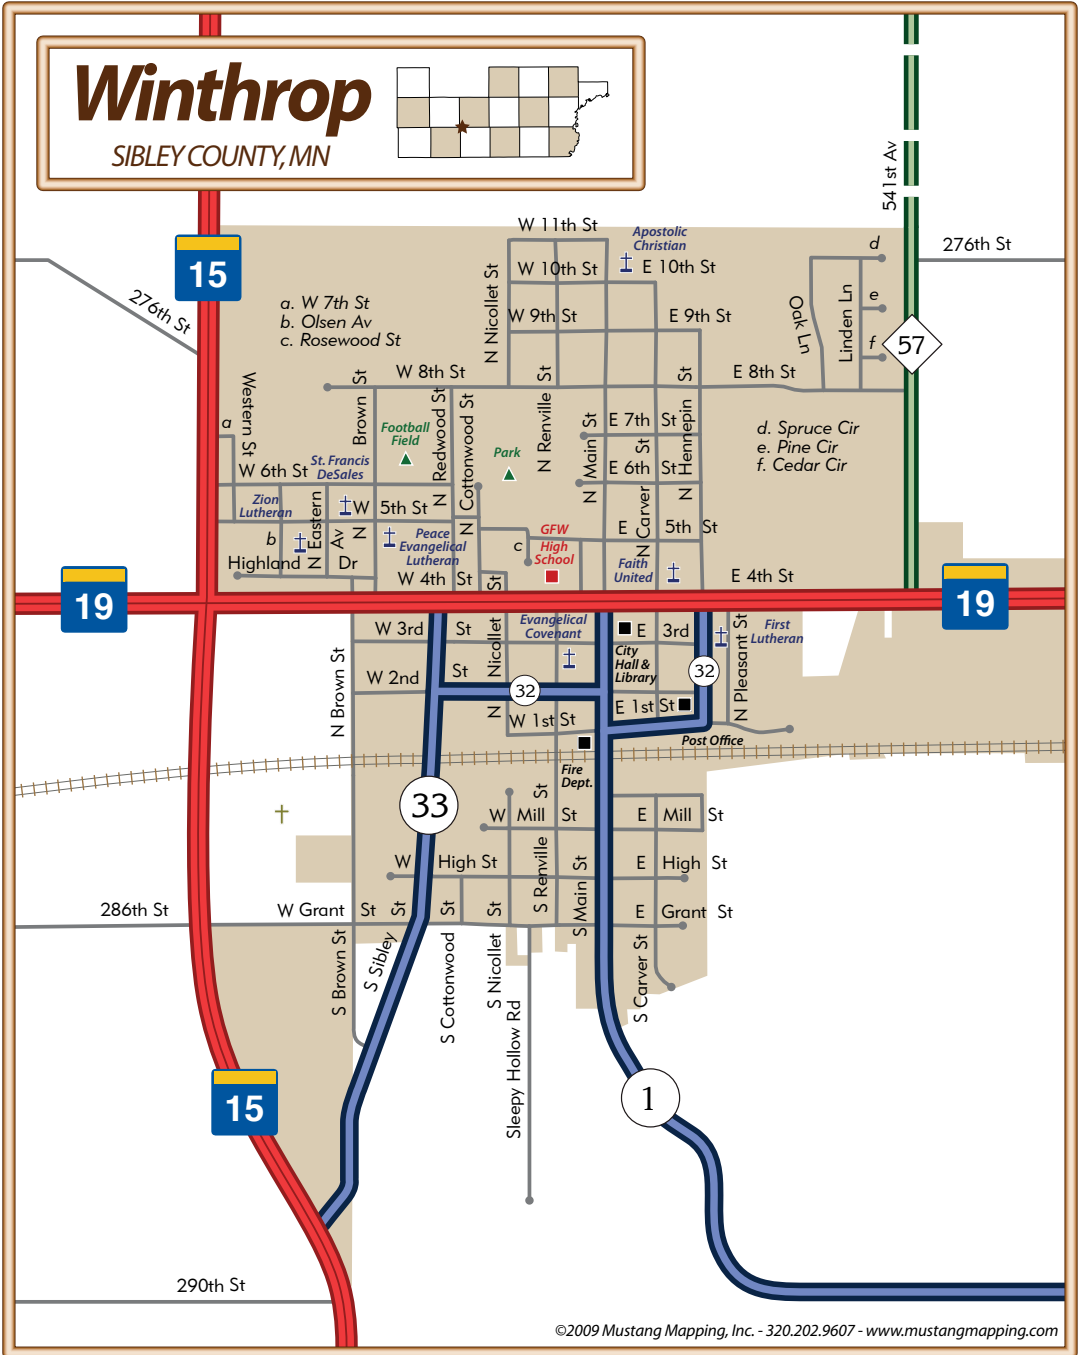 Winthrop
SIBLEY COUNTY, MN
541st Av
15
W 11th St
Apostolic
Christian
276th St
d
W 10th St
E 10th St
276th St
a. W 7th St
b. Olsen Av
c. Rosewood St
N Nicollet St
W 9th St
E 9th St
Oak Ln
Linden Ln
e
f
57
Western St
Brown St
W 8th St
N Redwood St
N Cottonwood St
N Renville St
N Main St
N Hennepin St
E 8th St
a
Football
Field
Park
E 7th St
E 6th St
N Carver St
d. Spruce Cir
e. Pine Cir
f. Cedar Cir
W 6th St
St. Francis
DeSales
Zion
Lutheran
N Eastern Av
N
W 5th St
E 5th St
b
Peace
Evangelical
Lutheran
c
GFW
High
School
Faith
United
Highland Dr
W 4th St
E 4th St
19
19
N Brown St
W 3rd St
N Nicollet St
Evangelical
Covenant
E 3rd
City
Hall &
Library
32
First
Lutheran
N Pleasant St
W 2nd St
32
W 1st St
E 1st St
Post Office
Fire
Dept.
33
W Mill St
E Mill St
S Renville St
W High St
S Main St
E High St
286th St
W Grant St
E Grant St
S Brown St
S Sibley St
S Cottonwood St
S Nicollet St
Sleepy Hollow Rd
S Carver St
15
1
290th St
©2009 Mustang Mapping, Inc. - 320.202.9607 - www.mustangmapping.com